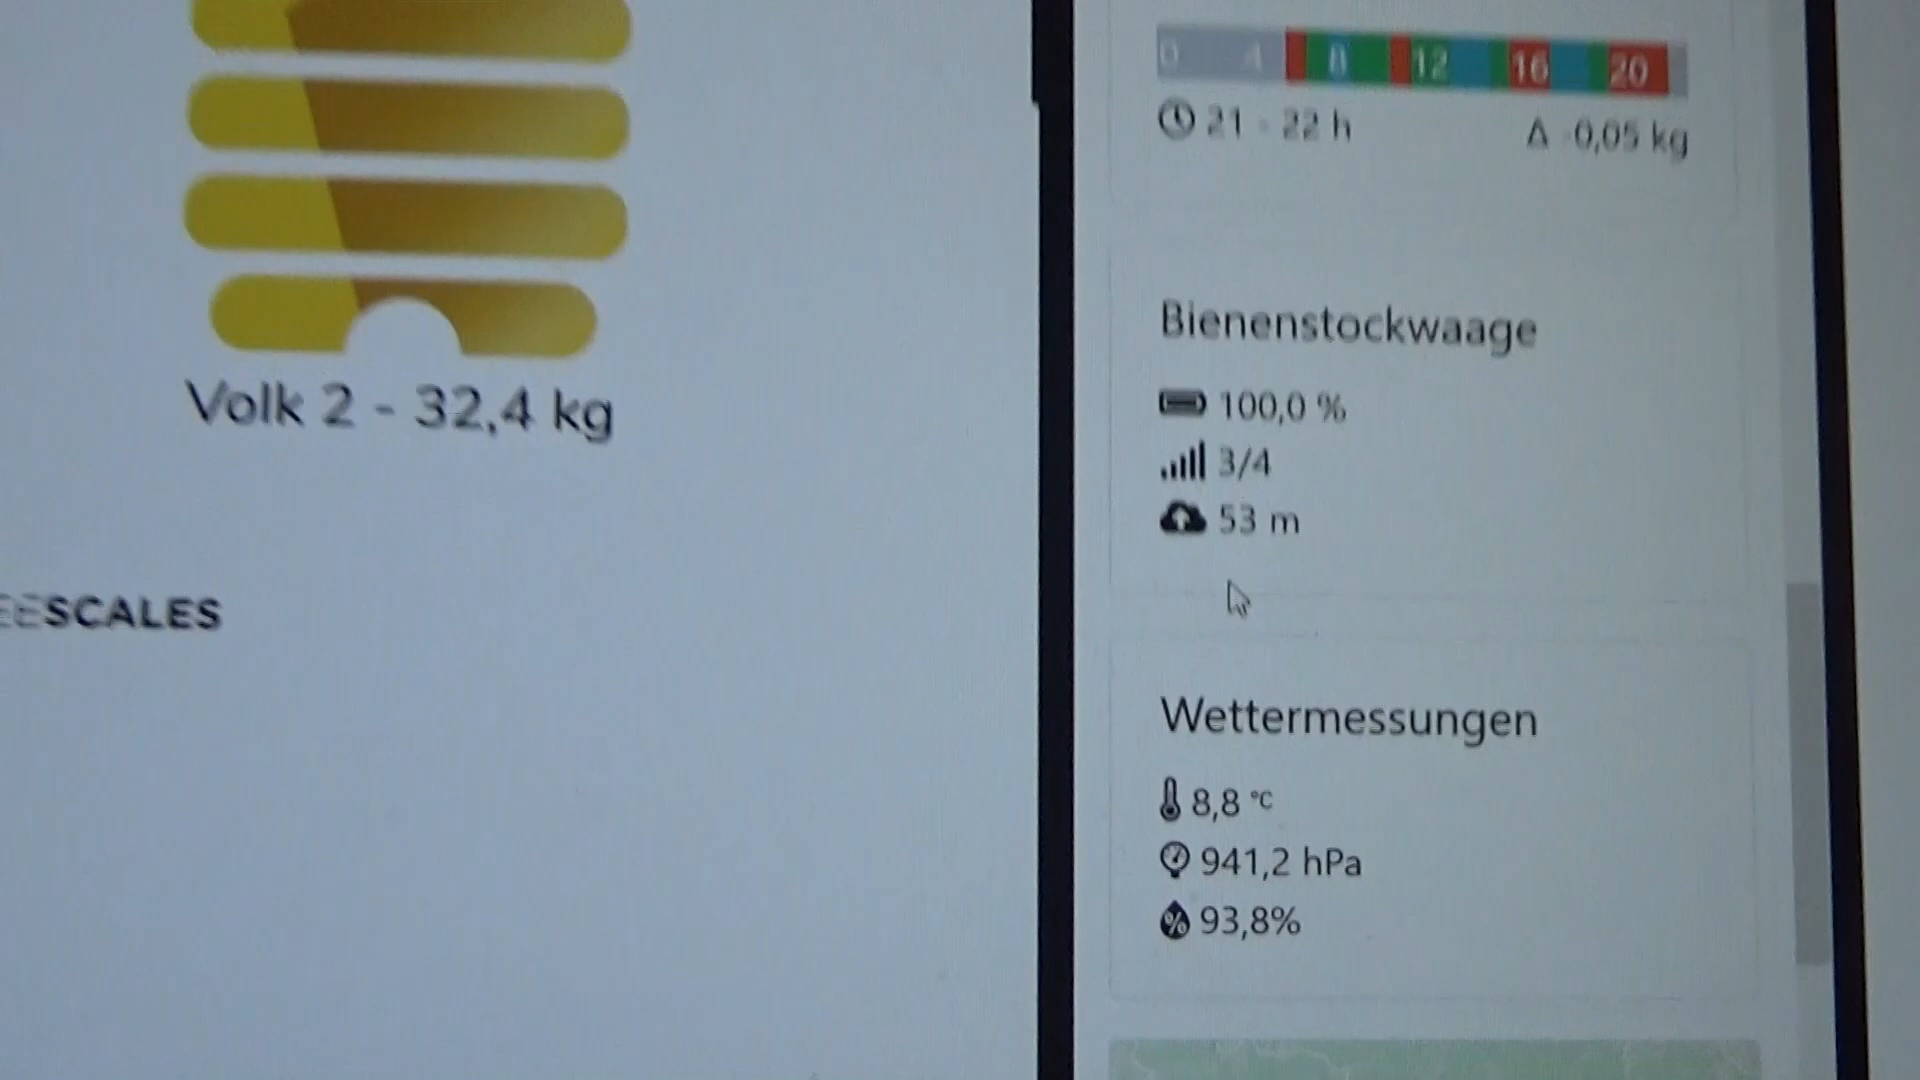 Volk 2 - 32,4 kg
EESCALES
0 4 8 12 16 20
21 - 22 h
Δ -0,05 kg
Bienenstockwaage
100,0 %
3/4
53 m
Wettermessungen
8,8 °C
941,2 hPa
% 93,8%